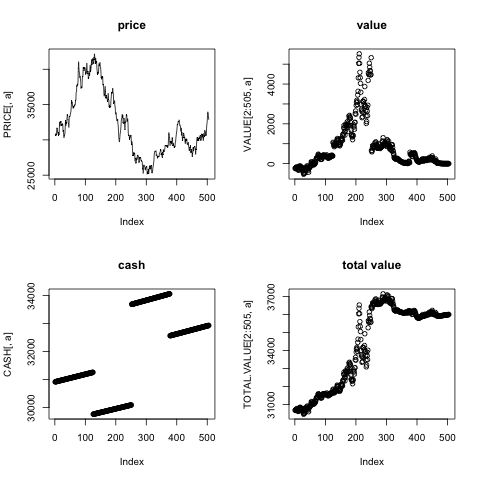 price
PRICE[, a]
25000
35000
0 100 200 300 400 500
Index
value
VALUE[2:505, a]
0 2000 4000
0 100 200 300 400 500
Index
cash
CASH[, a]
30000 32000 34000
0 100 200 300 400 500
Index
total value
TOTAL.VALUE[2:505, a]
31000 34000 37000
0 100 200 300 400 500
Index